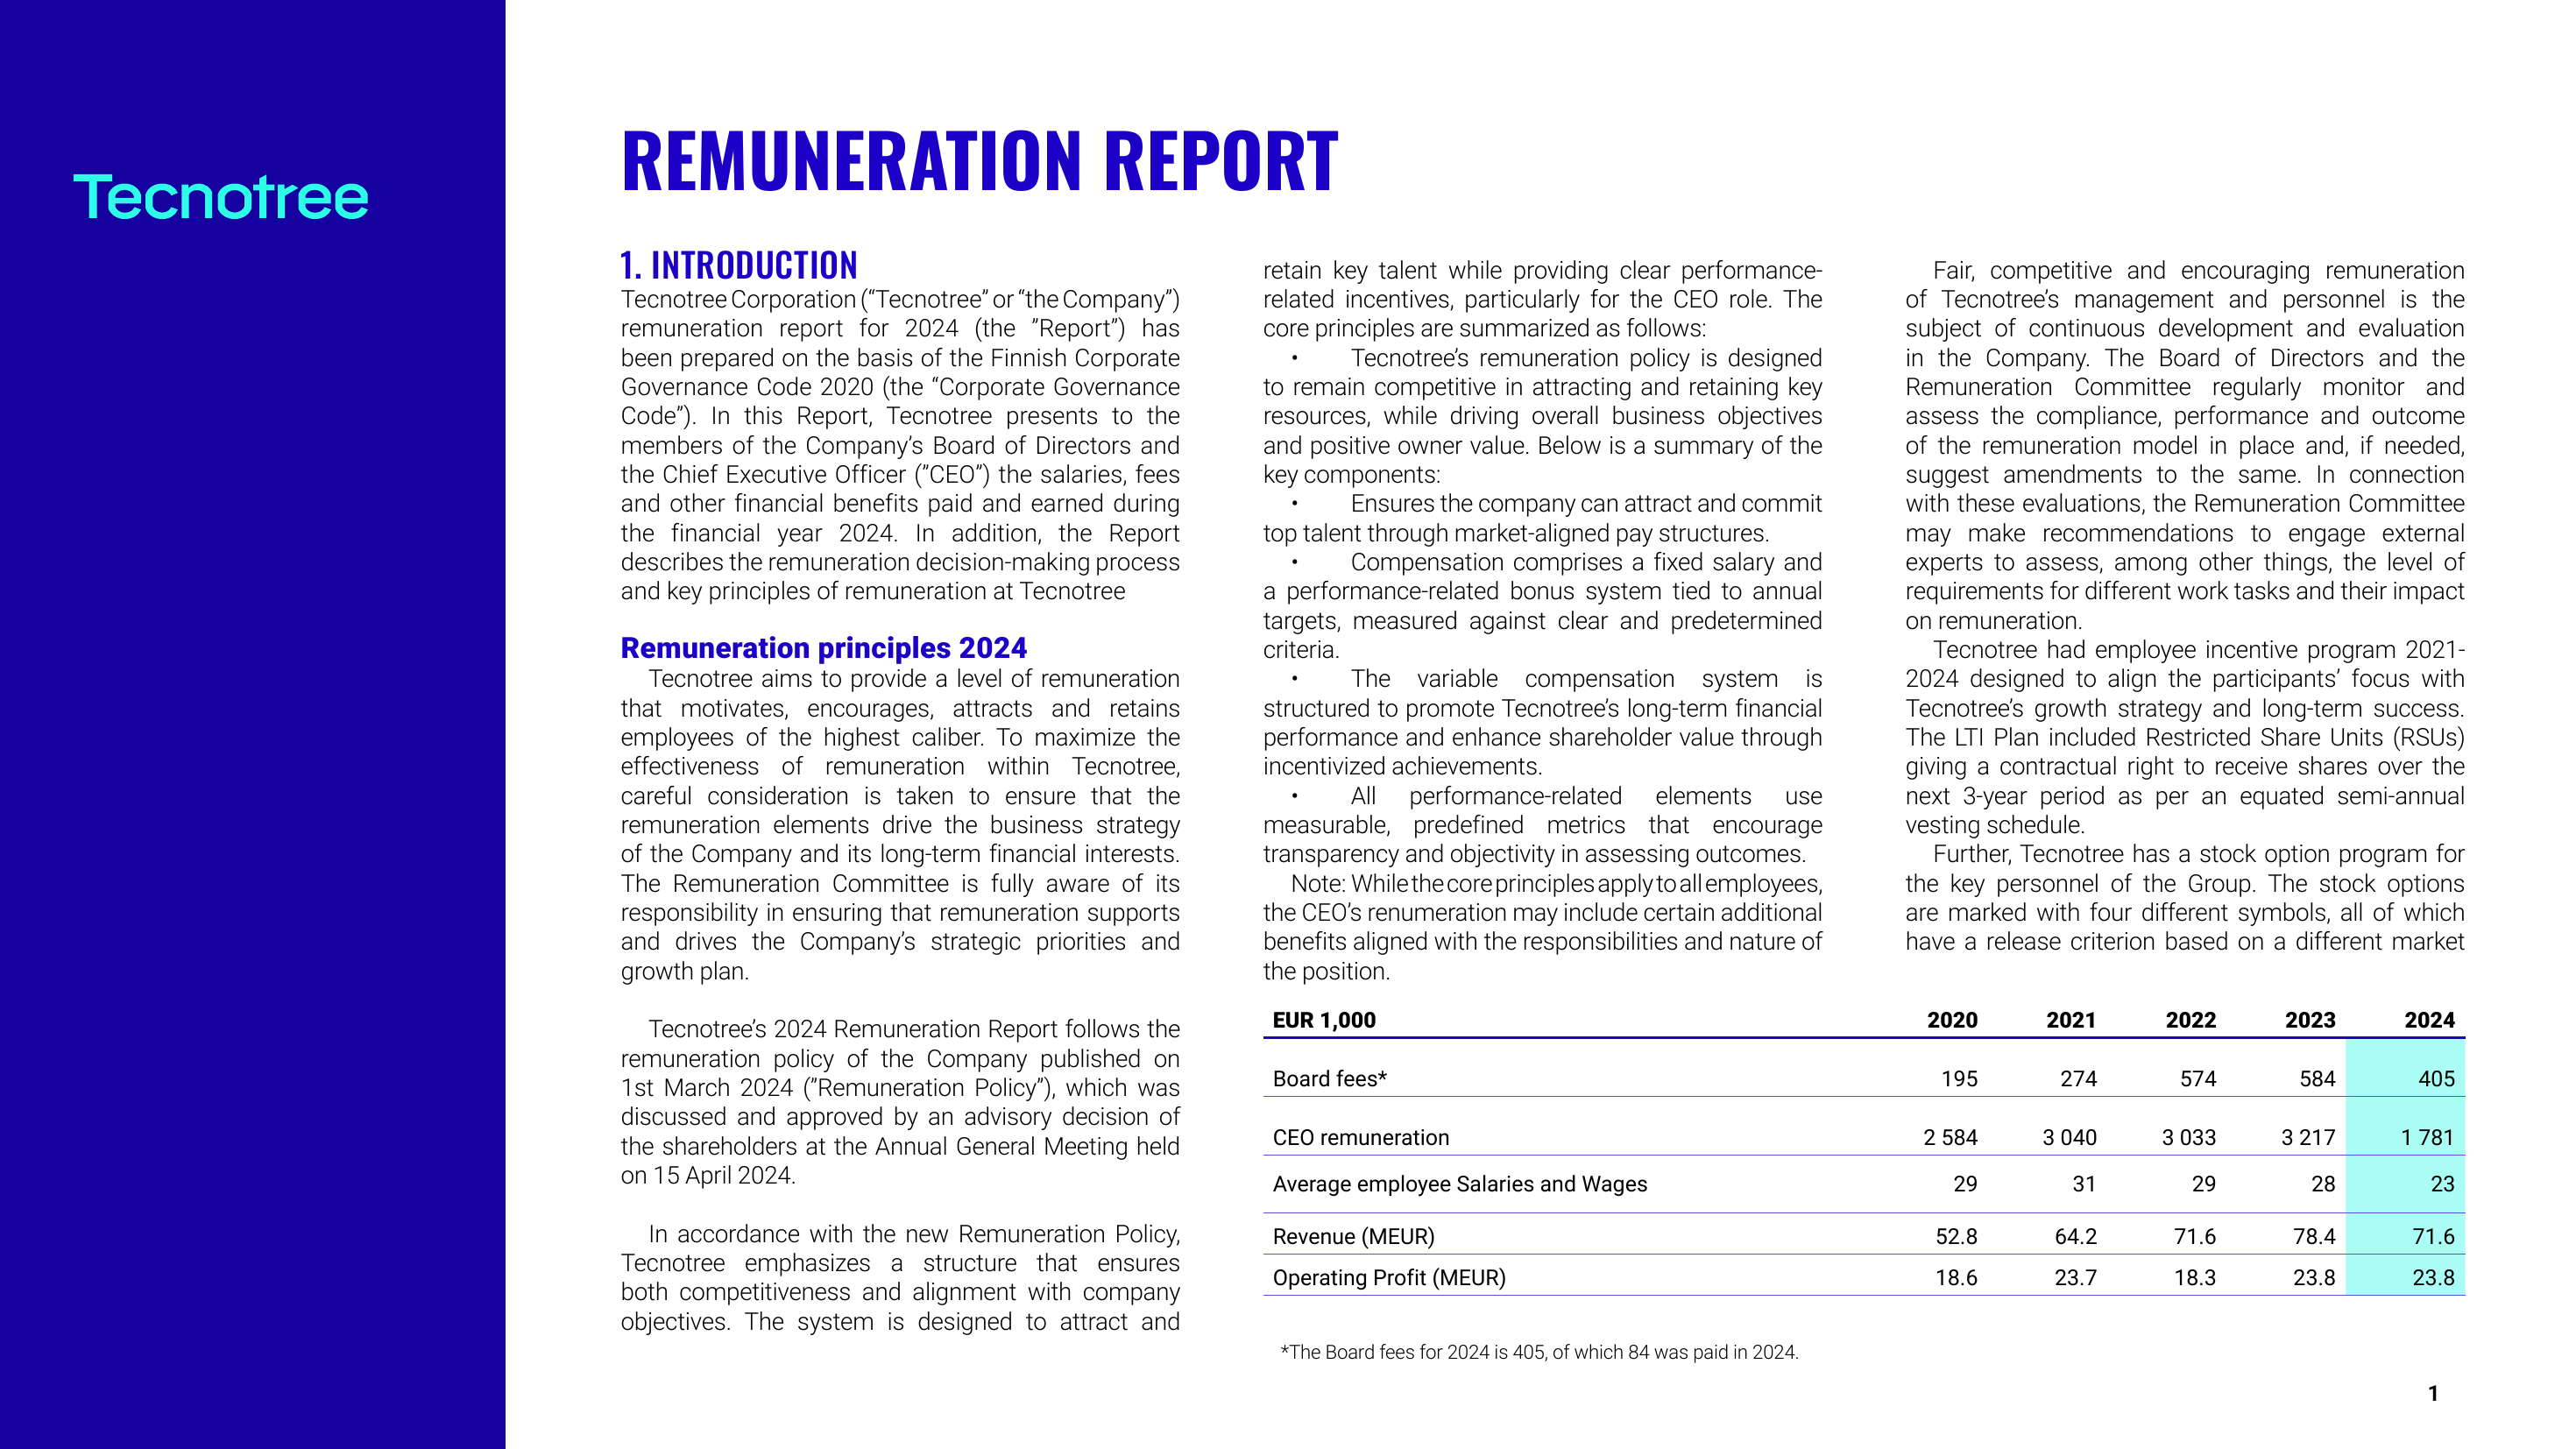 Tecnotree
REMUNERATION REPORT
1. INTRODUCTION
Tecnotree Corporation (“Tecnotree” or “the Company”)
remuneration report for 2024 (the ”Report”) has
been prepared on the basis of the Finnish Corporate
Governance Code 2020 (the “Corporate Governance
Code”). In this Report, Tecnotree presents to the
members of the Company’s Board of Directors and
the Chief Executive Officer (”CEO”) the salaries, fees
and other financial benefits paid and earned during
the financial year 2024. In addition, the Report
describes the remuneration decision-making process
and key principles of remuneration at Tecnotree
Remuneration principles 2024
Tecnotree aims to provide a level of remuneration
that motivates, encourages, attracts and retains
employees of the highest caliber. To maximize the
effectiveness of remuneration within Tecnotree,
careful consideration is taken to ensure that the
remuneration elements drive the business strategy
of the Company and its long-term financial interests.
The Remuneration Committee is fully aware of its
responsibility in ensuring that remuneration supports
and drives the Company’s strategic priorities and
growth plan.
Tecnotree’s 2024 Remuneration Report follows the
remuneration policy of the Company published on
1st March 2024 (”Remuneration Policy”), which was
discussed and approved by an advisory decision of
the shareholders at the Annual General Meeting held
on 15 April 2024.
In accordance with the new Remuneration Policy,
Tecnotree emphasizes a structure that ensures
both competitiveness and alignment with company
objectives. The system is designed to attract and
retain key talent while providing clear performance-
related incentives, particularly for the CEO role. The
core principles are summarized as follows:
• Tecnotree’s remuneration policy is designed
to remain competitive in attracting and retaining key
resources, while driving overall business objectives
and positive owner value. Below is a summary of the
key components:
• Ensures the company can attract and commit
top talent through market-aligned pay structures.
• Compensation comprises a fixed salary and
a performance-related bonus system tied to annual
targets, measured against clear and predetermined
criteria.
• The variable compensation system is
structured to promote Tecnotree’s long-term financial
performance and enhance shareholder value through
incentivized achievements.
• All performance-related elements use
measurable, predefined metrics that encourage
transparency and objectivity in assessing outcomes.
Note: While the core principles apply to all employees,
the CEO’s renumeration may include certain additional
benefits aligned with the responsibilities and nature of
the position.
Fair, competitive and encouraging remuneration
of Tecnotree’s management and personnel is the
subject of continuous development and evaluation
in the Company. The Board of Directors and the
Remuneration Committee regularly monitor and
assess the compliance, performance and outcome
of the remuneration model in place and, if needed,
suggest amendments to the same. In connection
with these evaluations, the Remuneration Committee
may make recommendations to engage external
experts to assess, among other things, the level of
requirements for different work tasks and their impact
on remuneration.
Tecnotree had employee incentive program 2021-
2024 designed to align the participants’ focus with
Tecnotree’s growth strategy and long-term success.
The LTI Plan included Restricted Share Units (RSUs)
giving a contractual right to receive shares over the
next 3-year period as per an equated semi-annual
vesting schedule.
Further, Tecnotree has a stock option program for
the key personnel of the Group. The stock options
are marked with four different symbols, all of which
have a release criterion based on a different market
EUR 1,000 2020 2021 2022 2023 2024
Board fees* 195 274 574 584 405
CEO remuneration 2 584 3 040 3 033 3 217 1 781
Average employee Salaries and Wages 29 31 29 28 23
Revenue (MEUR) 52.8 64.2 71.6 78.4 71.6
Operating Profit (MEUR) 18.6 23.7 18.3 23.8 23.8
*The Board fees for 2024 is 405, of which 84 was paid in 2024.
1